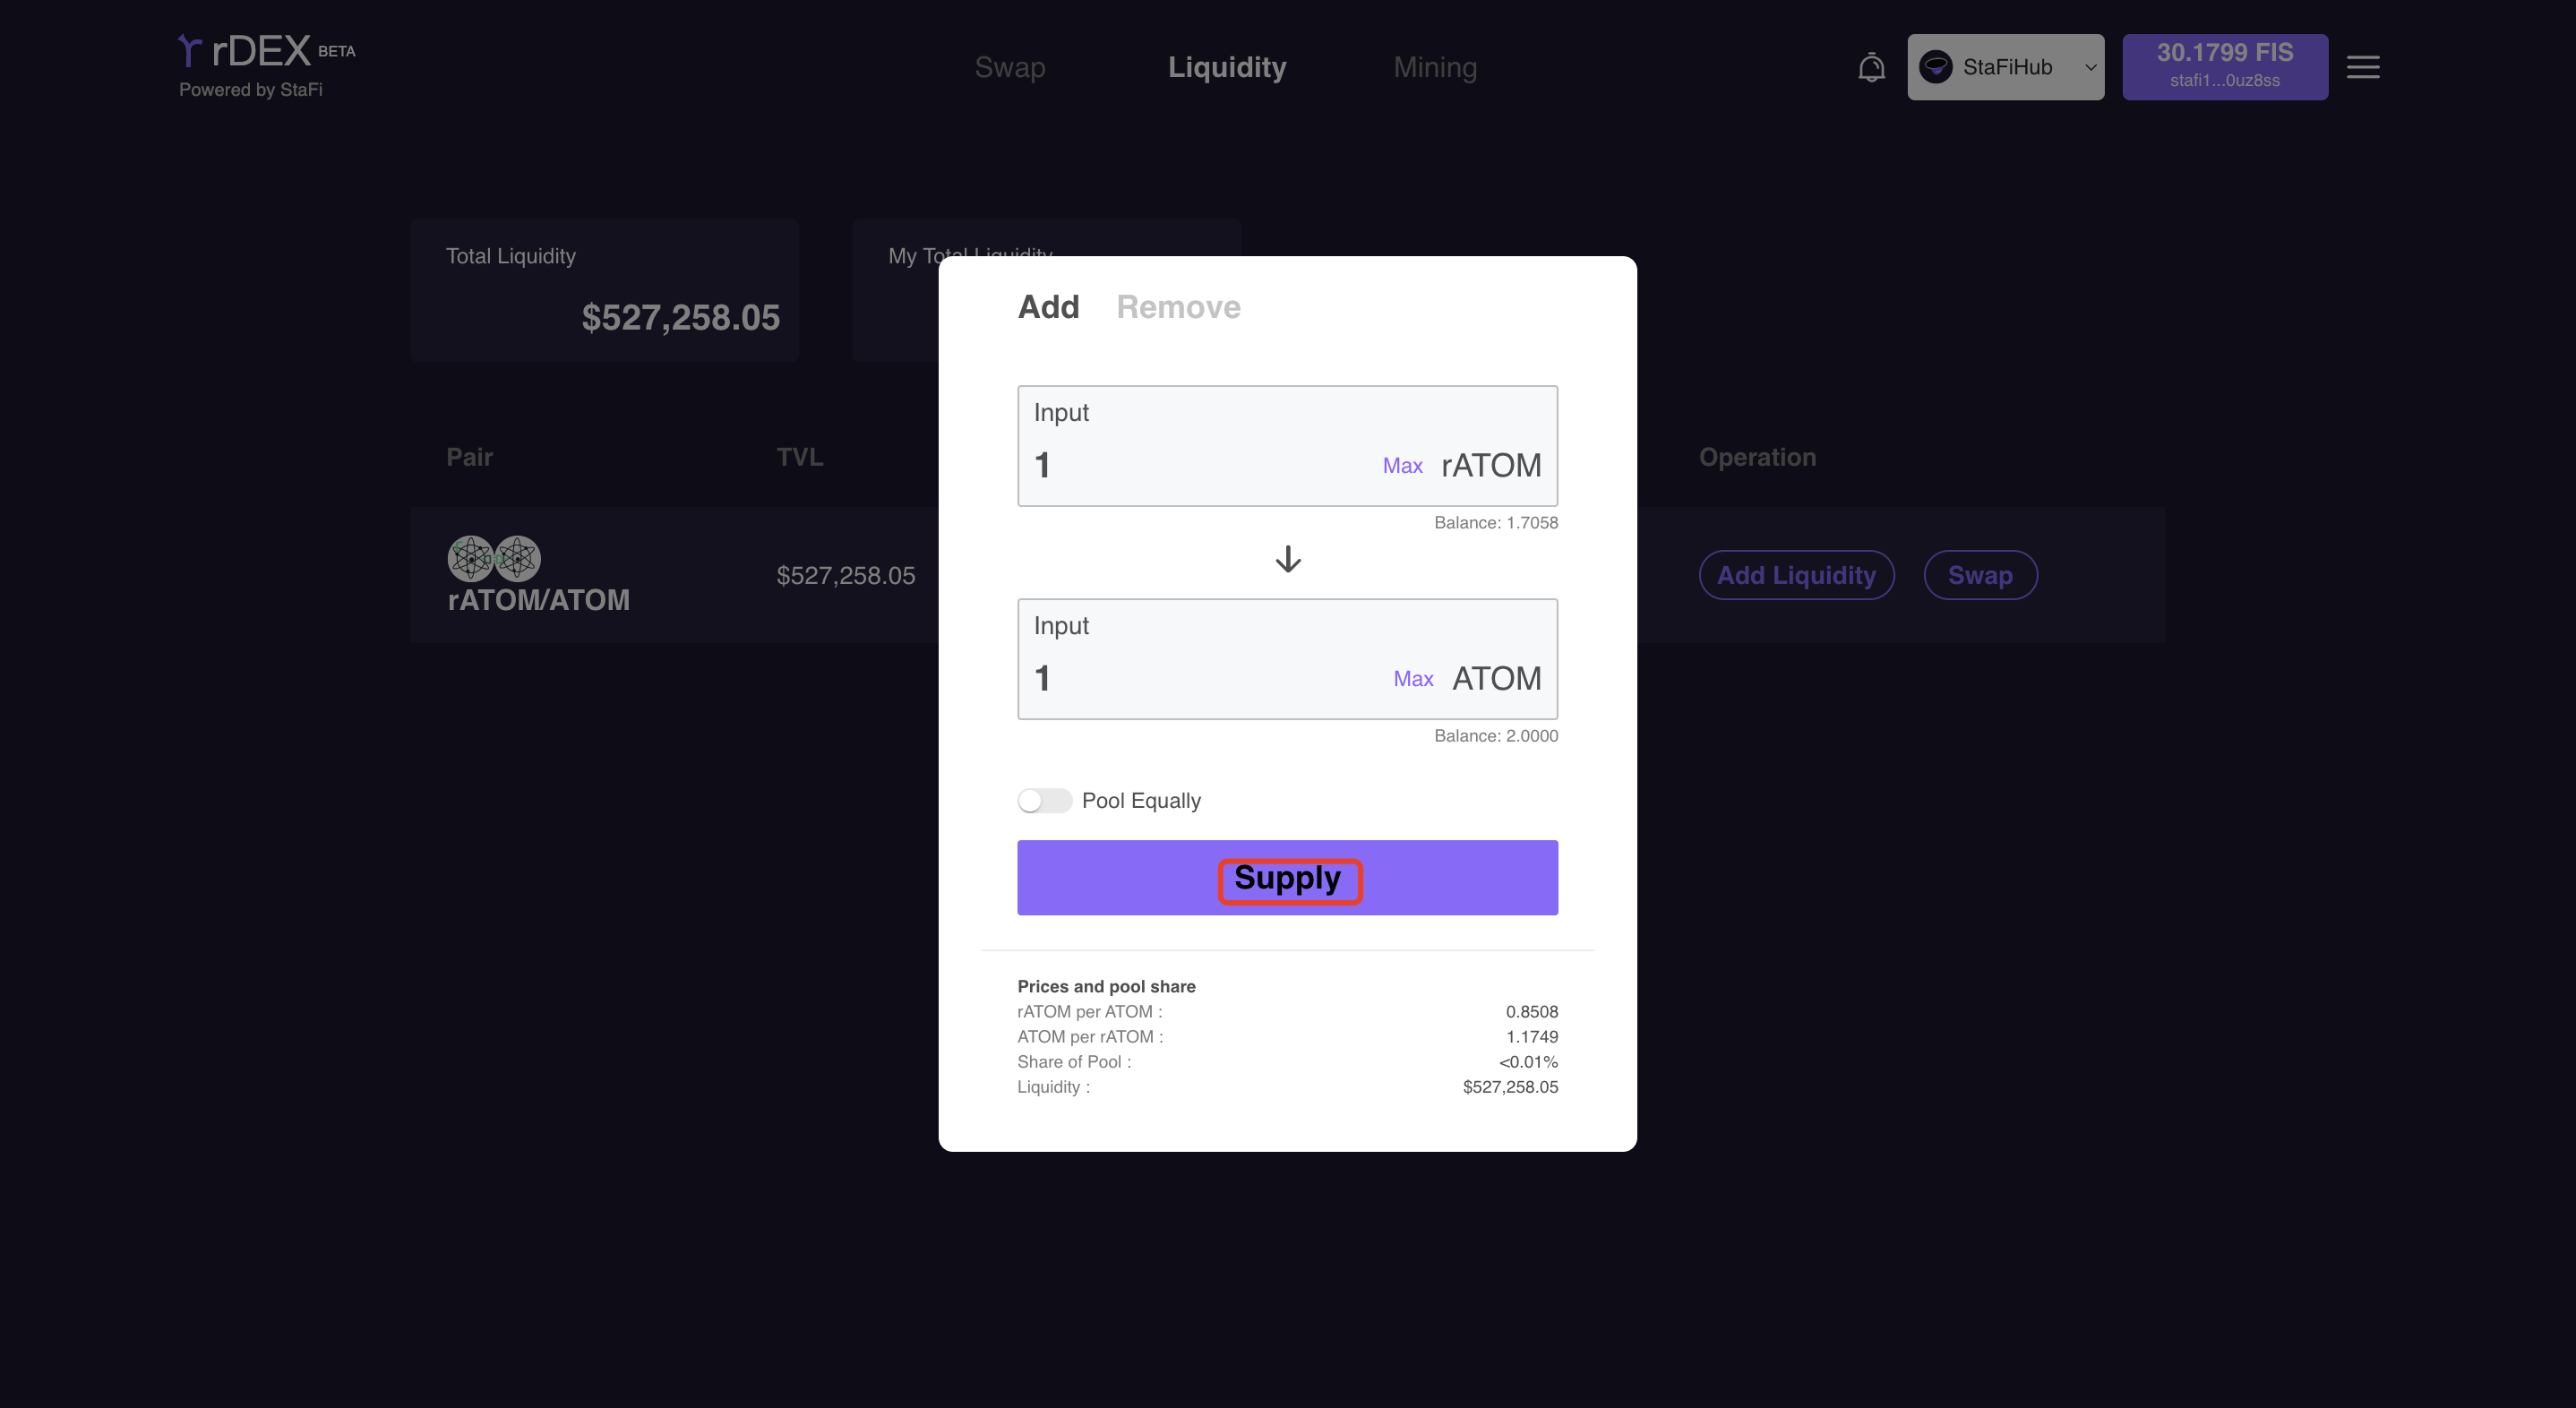 rDEX BETA
Powered by StaFi
Swap
Liquidity
Mining
StaFiHub
30.1799 FIS
stafi1...0uz8ss
Total Liquidity
$527,258.05
My Total Liquidity
Pair
TVL
Operation
rATOM/ATOM
$527,258.05
Add Liquidity
Swap
Add
Remove
Input
1
Max
rATOM
Balance: 1.7058
Input
1
Max
ATOM
Balance: 2.0000
Pool Equally
Supply
Prices and pool share
rATOM per ATOM : 0.8508
ATOM per rATOM : 1.1749
Share of Pool : <0.01%
Liquidity : $527,258.05